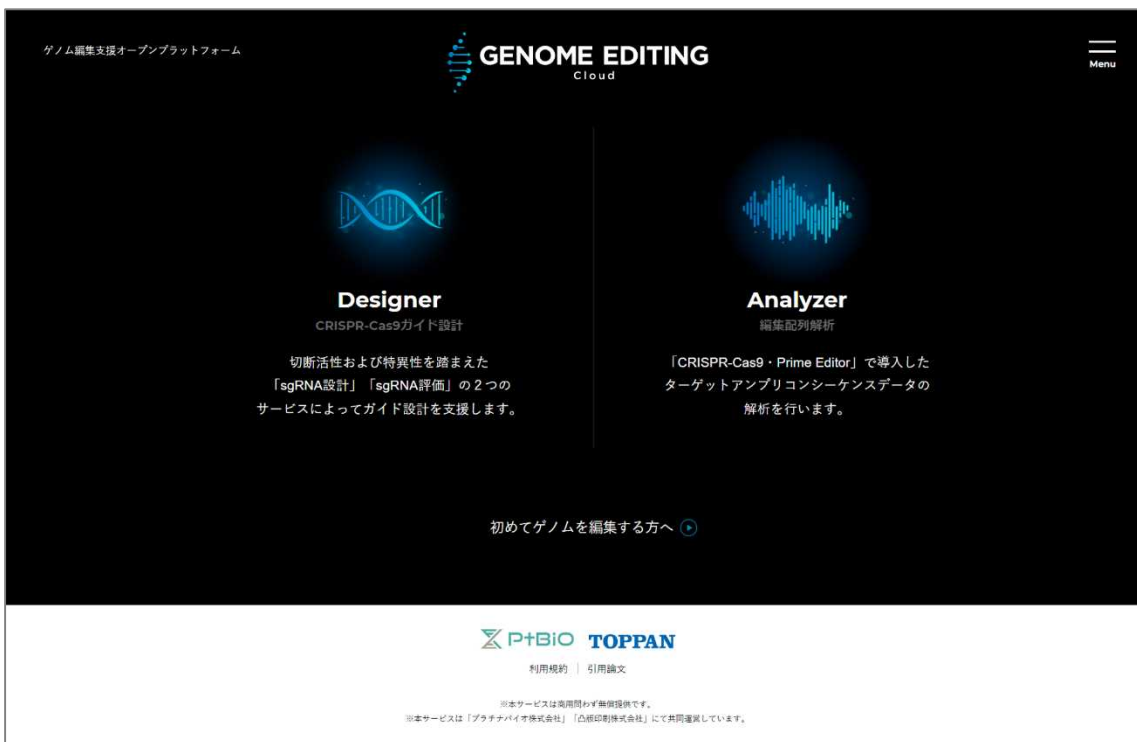 ゲノム編集支援オープンプラットフォーム
GENOME EDITING
Cloud
Menu
Designer
CRISPR-Cas9ガイド設計
切断活性および特異性を踏まえた
「sgRNA設計」「sgRNA評価」の2つの
サービスによってガイド設計を支援します。
Analyzer
編集配列解析
「CRISPR-Cas9・Prime Editor」で導入した
ターゲットアンプリコンシーケンスデータの
解析を行います。
初めてゲノムを編集する方へ
PtBiO TOPPAN
利用規約 | 引用論文
※本サービスは商用問わず無償提供です。
※本サービスは「プラチナバイオ株式会社」「凸版印刷株式会社」にて共同運営しています。